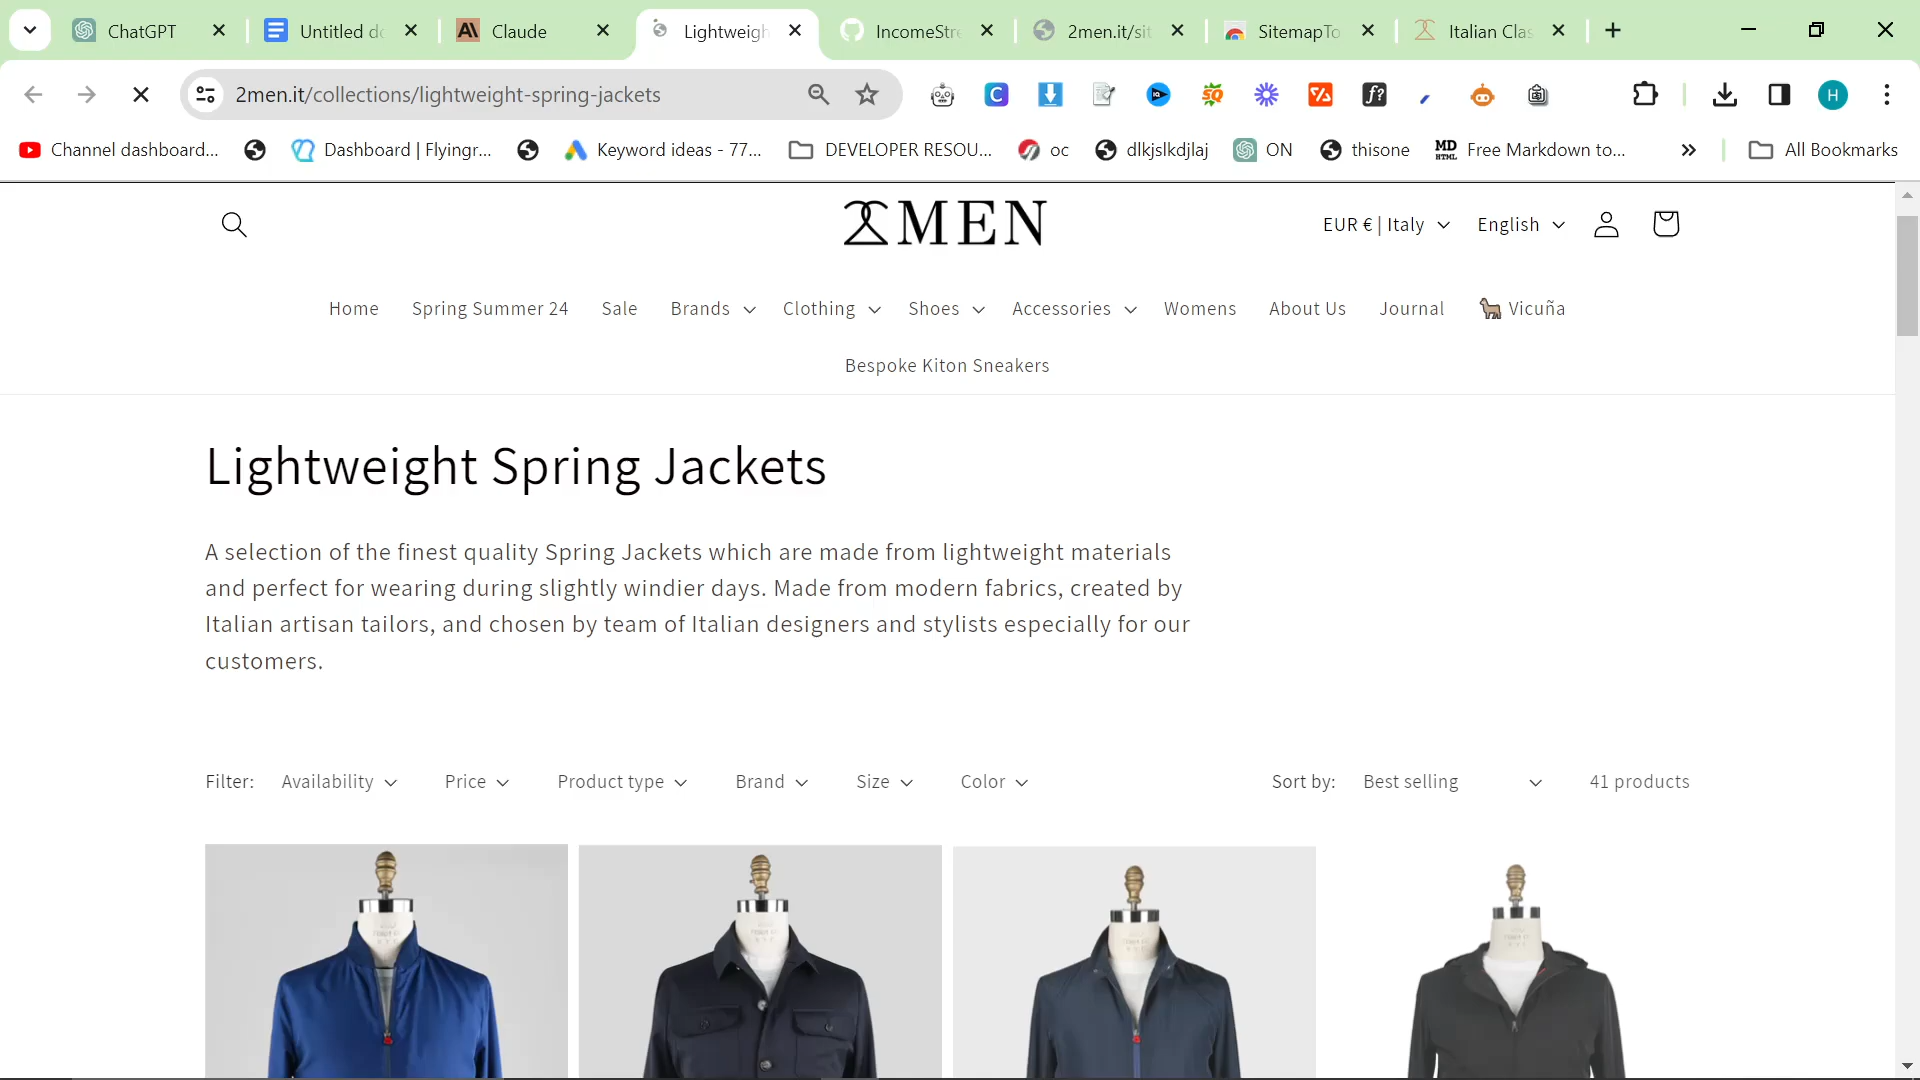 ChatGPT
Untitled do
Claude
Lightweigh
IncomeStre
2men.it/sit
SitemapTo
Italian Clas
2men.it/collections/lightweight-spring-jackets
H
Channel dashboard...
Dashboard | Flyingr...
Keyword ideas - 77...
DEVELOPER RESOU...
oc
dlkjslkdjlaj
ON
thisone
Free Markdown to...
All Bookmarks
MEN
EUR € | Italy
English
Home
Spring Summer 24
Sale
Brands
Clothing
Shoes
Accessories
Womens
About Us
Journal
🦙 Vicuña
Bespoke Kiton Sneakers
Lightweight Spring Jackets
A selection of the finest quality Spring Jackets which are made from lightweight materials
and perfect for wearing during slightly windier days. Made from modern fabrics, created by
Italian artisan tailors, and chosen by team of Italian designers and stylists especially for our
customers.
Filter:
Availability
Price
Product type
Brand
Size
Color
Sort by:
Best selling
41 products